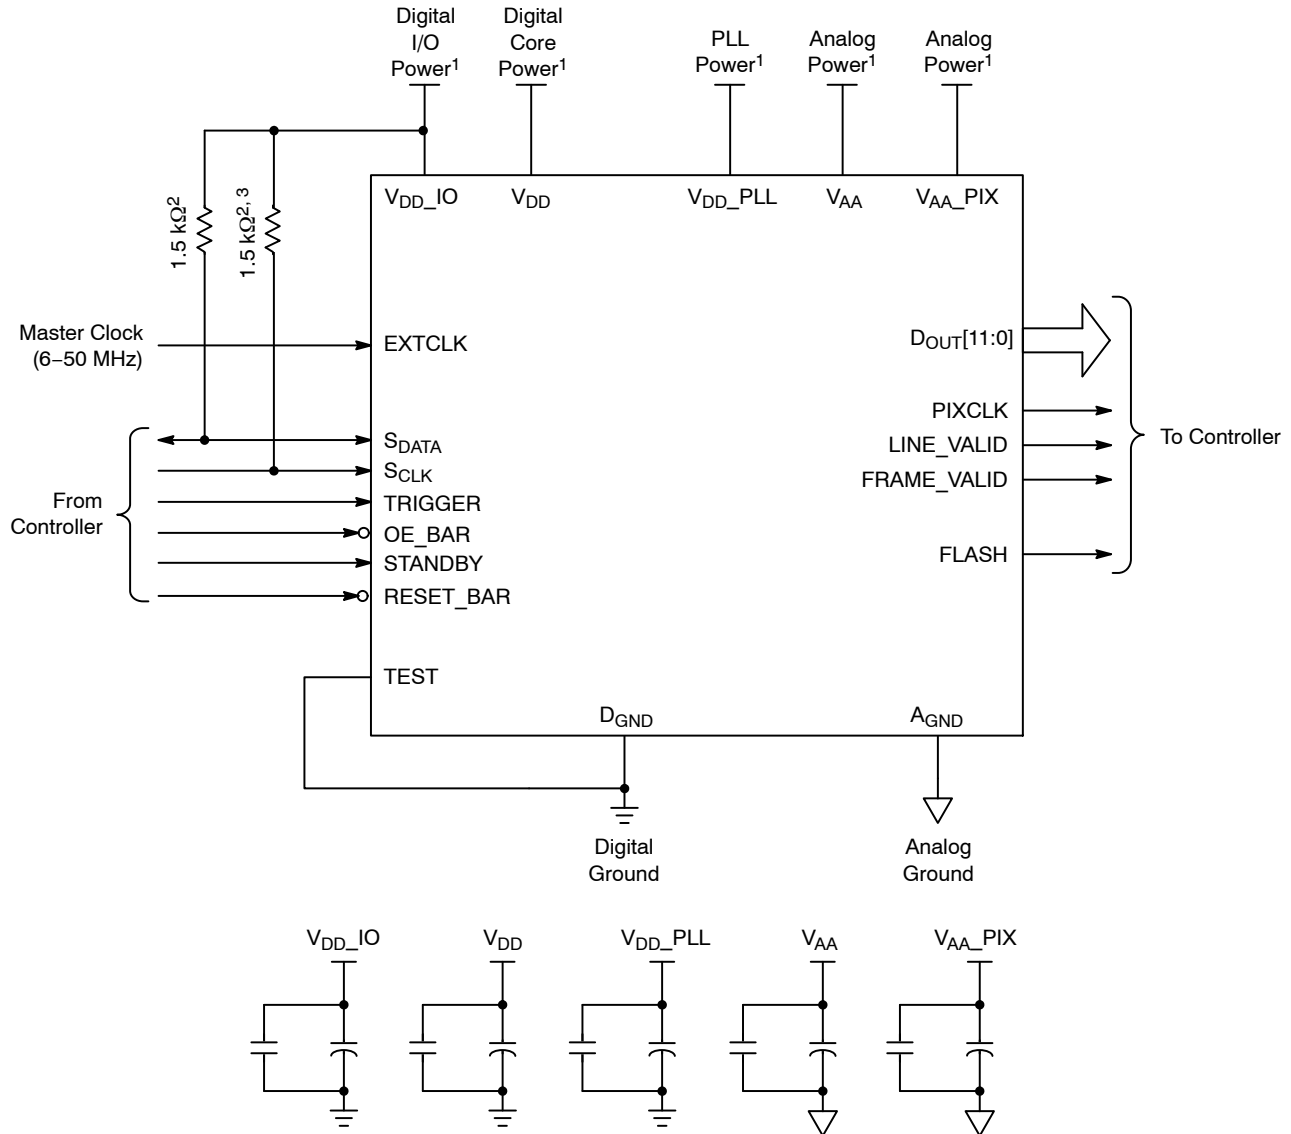 Digital
I/O
Power1
Digital
Core
Power1
PLL
Power1
Analog
Power1
Analog
Power1
VDD_IO
VDD
VDD_PLL
VAA
VAA_PIX
1.5 kΩ2
1.5 kΩ2, 3
Master Clock
(6–50 MHz)
EXTCLK
DOUT[11:0]
PIXCLK
LINE_VALID
FRAME_VALID
FLASH
To Controller
From
Controller
SDATA
SCLK
TRIGGER
OE_BAR
STANDBY
RESET_BAR
TEST
DGND
AGND
Digital
Ground
Analog
Ground
VDD_IO
VDD
VDD_PLL
VAA
VAA_PIX